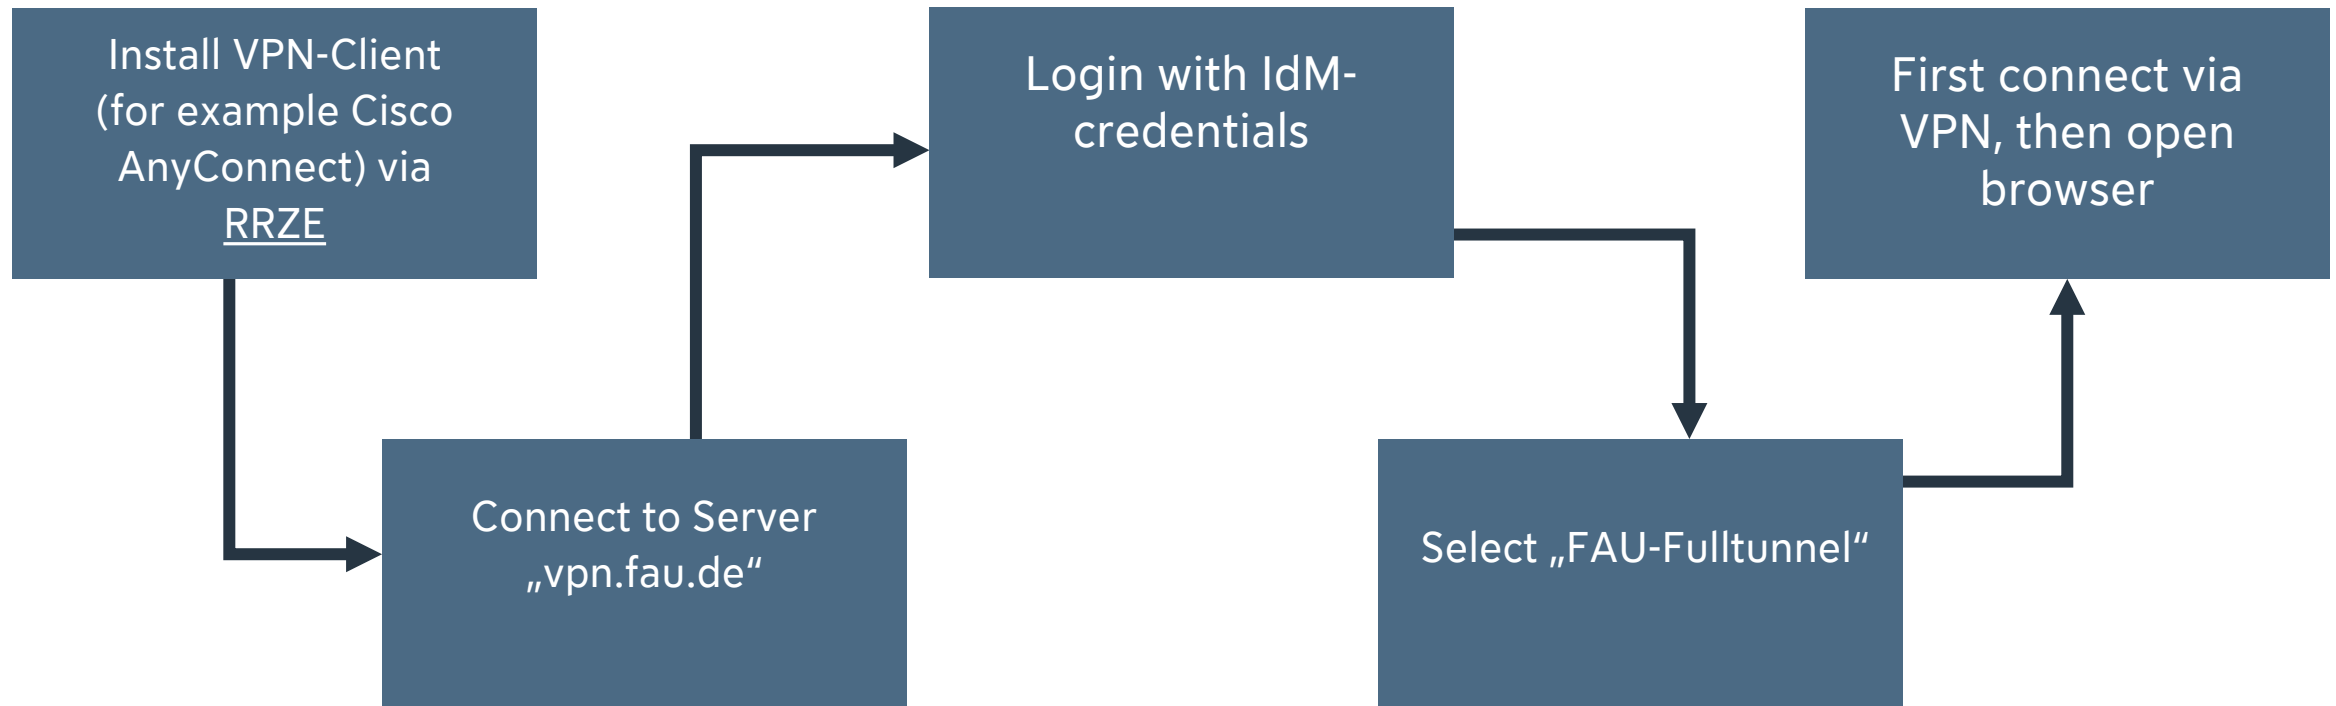 Install VPN-Client
(for example Cisco
AnyConnect) via
RRZE
Connect to Server
„vpn.fau.de“
Login with IdM-
credentials
Select „FAU-Fulltunnel“
First connect via
VPN, then open
browser